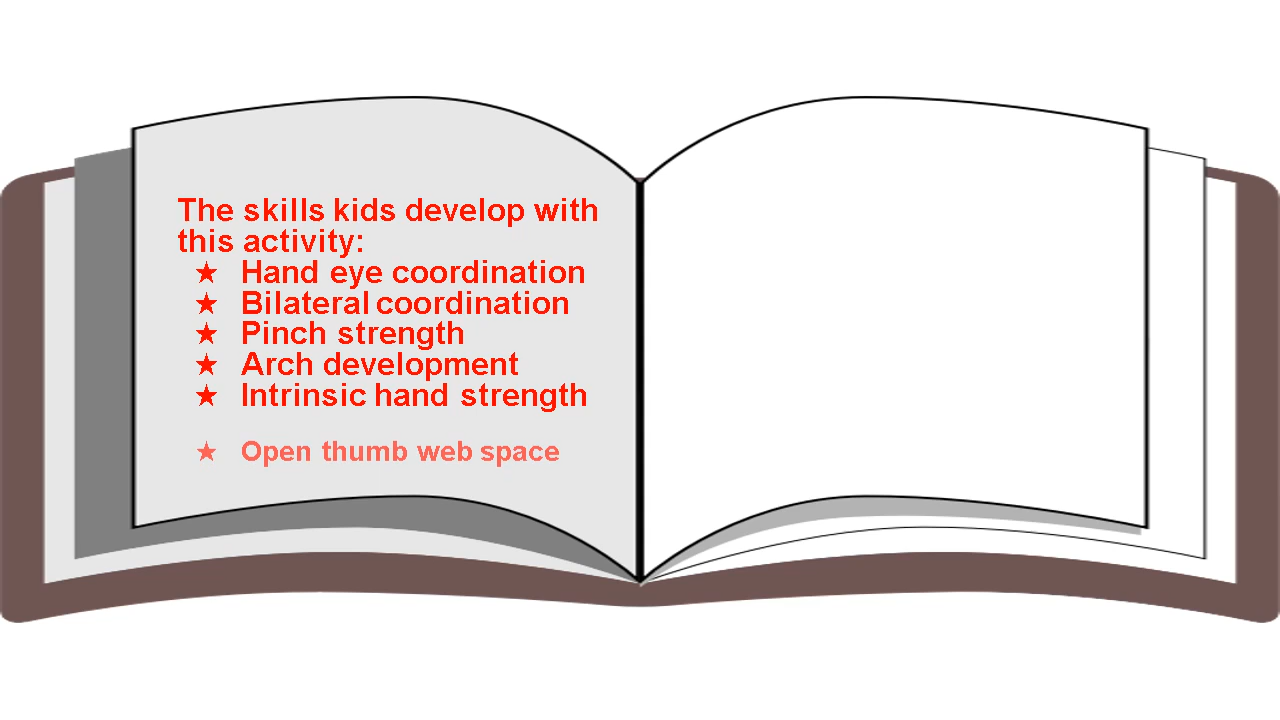 The skills kids develop with
this activity:
★ Hand eye coordination
★ Bilateral coordination
★ Pinch strength
★ Arch development
★ Intrinsic hand strength
★ Open thumb web space